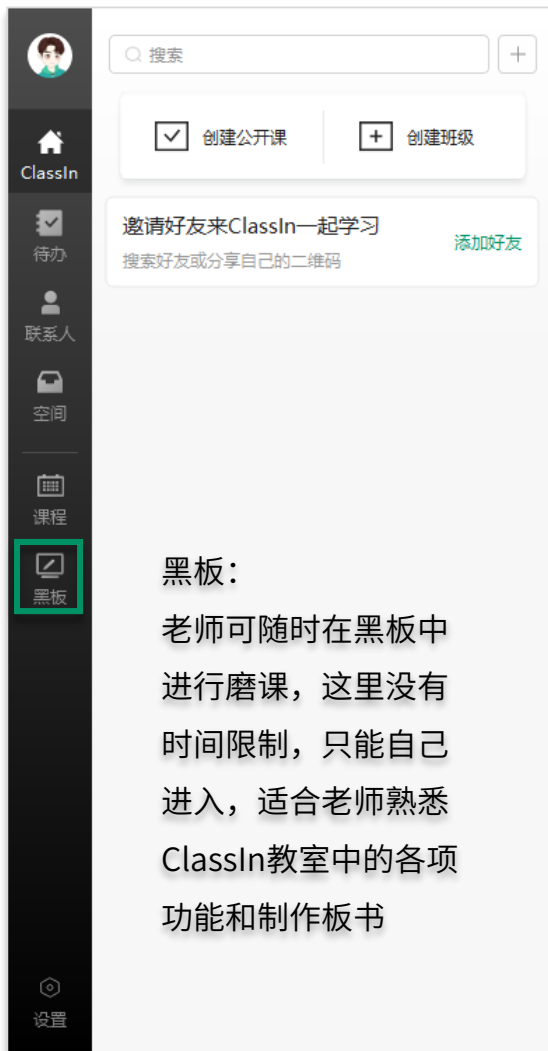 搜索
创建公开课
创建班级
邀请好友来ClassIn一起学习
搜索好友或分享自己的二维码
添加好友
ClassIn
待办
联系人
空间
课程
黑板
设置
黑板：
老师可随时在黑板中
进行磨课，这里没有
时间限制，只能自己
进入，适合老师熟悉
ClassIn教室中的各项
功能和制作板书